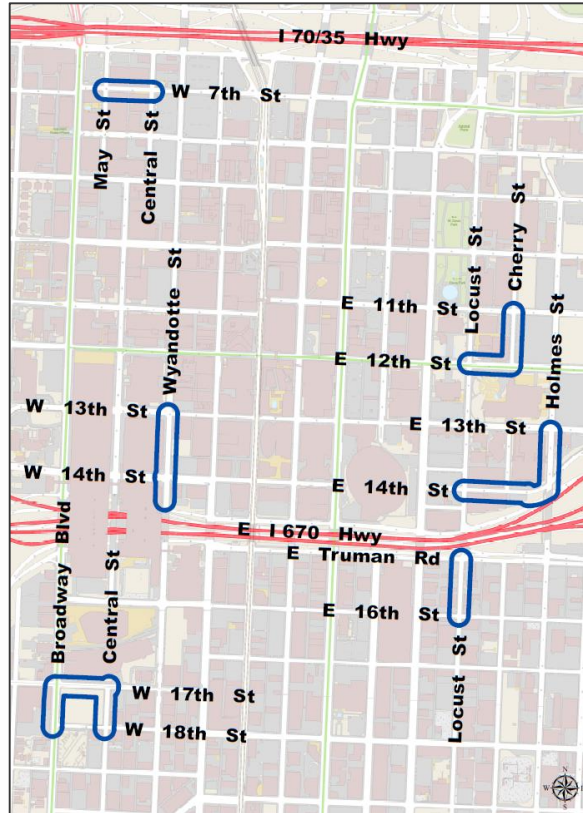 I 70/35 Hwy
W 7th St
May St
Central St
Wyandotte St
Locust St
Cherry St
Holmes St
E 11th St
E 12th St
W 13th St
E 13th St
W 14th St
E 14th St
E I 670 Hwy
E Truman Rd
Broadway Blvd
Central St
E 16th St
Locust St
W 17th St
W 18th St
N
W